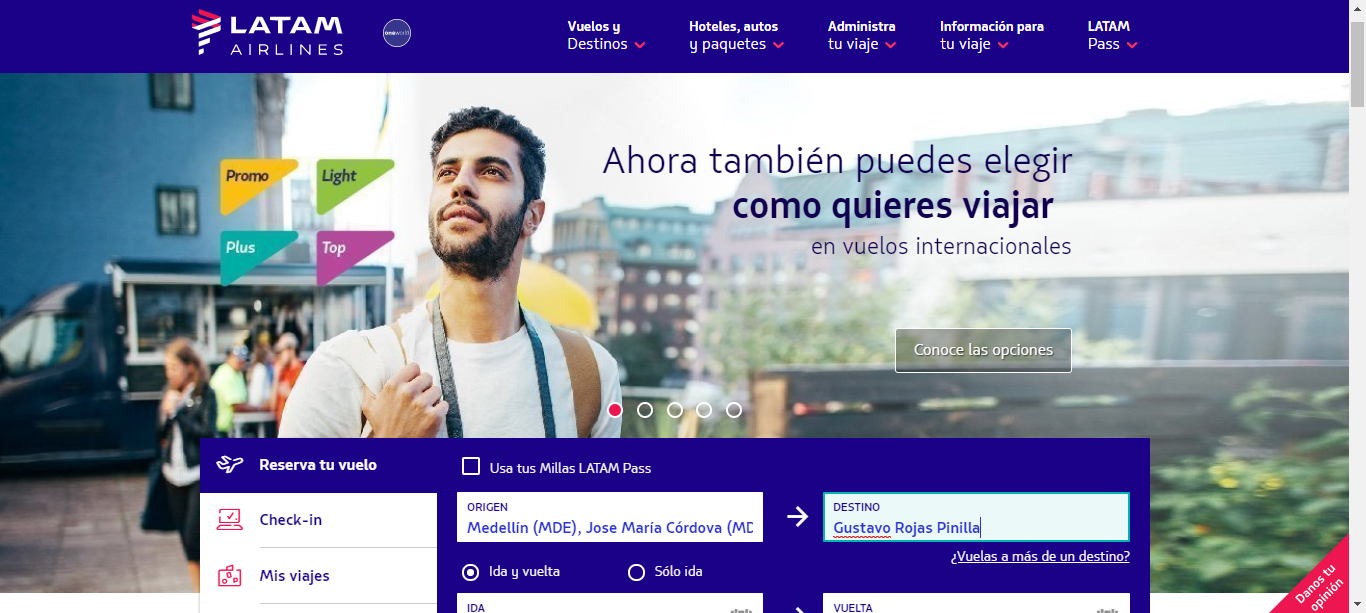 LATAM
AIRLINES
oneworld
Vuelos y
Destinos
Hoteles, autos
y paquetes
Administra
tu viaje
Información para
tu viaje
LATAM
Pass
Promo
Light
Plus
Top
Ahora también puedes elegir
como quieres viajar
en vuelos internacionales
Conoce las opciones
Reserva tu vuelo
Check-in
Mis viajes
Usa tus Millas LATAM Pass
ORIGEN
Medellín (MDE), Jose María Córdova (MD
DESTINO
Gustavo Rojas Pinilla
¿Vuelas a más de un destino?
Ida y vuelta
Sólo ida
IDA
VUELTA
Danos tu
opinión